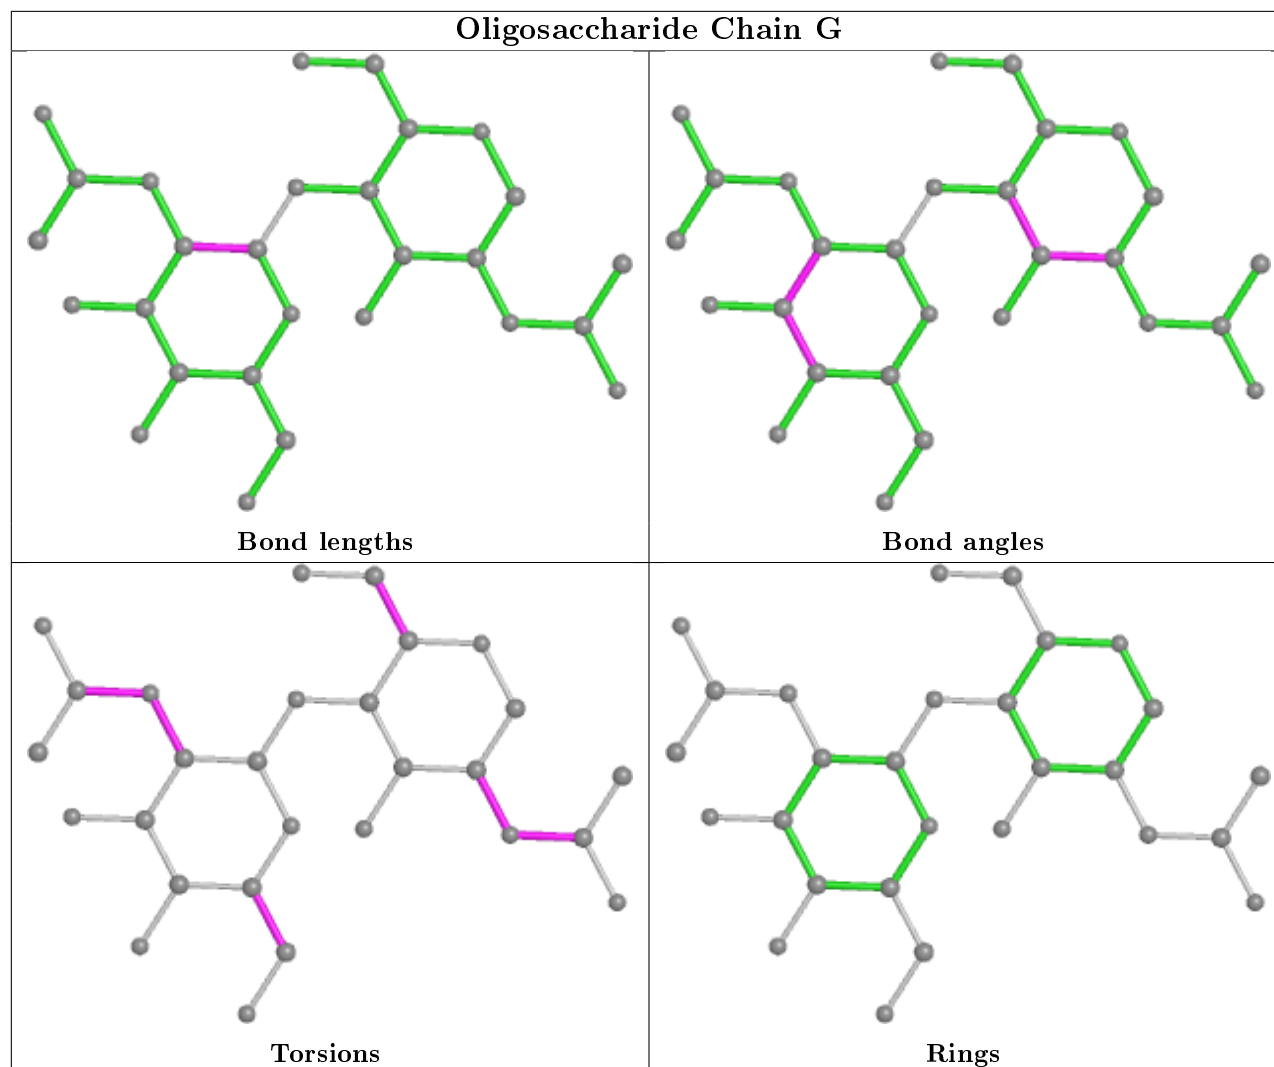 Oligosaccharide Chain G
Bond lengths
Bond angles
Torsions
Rings